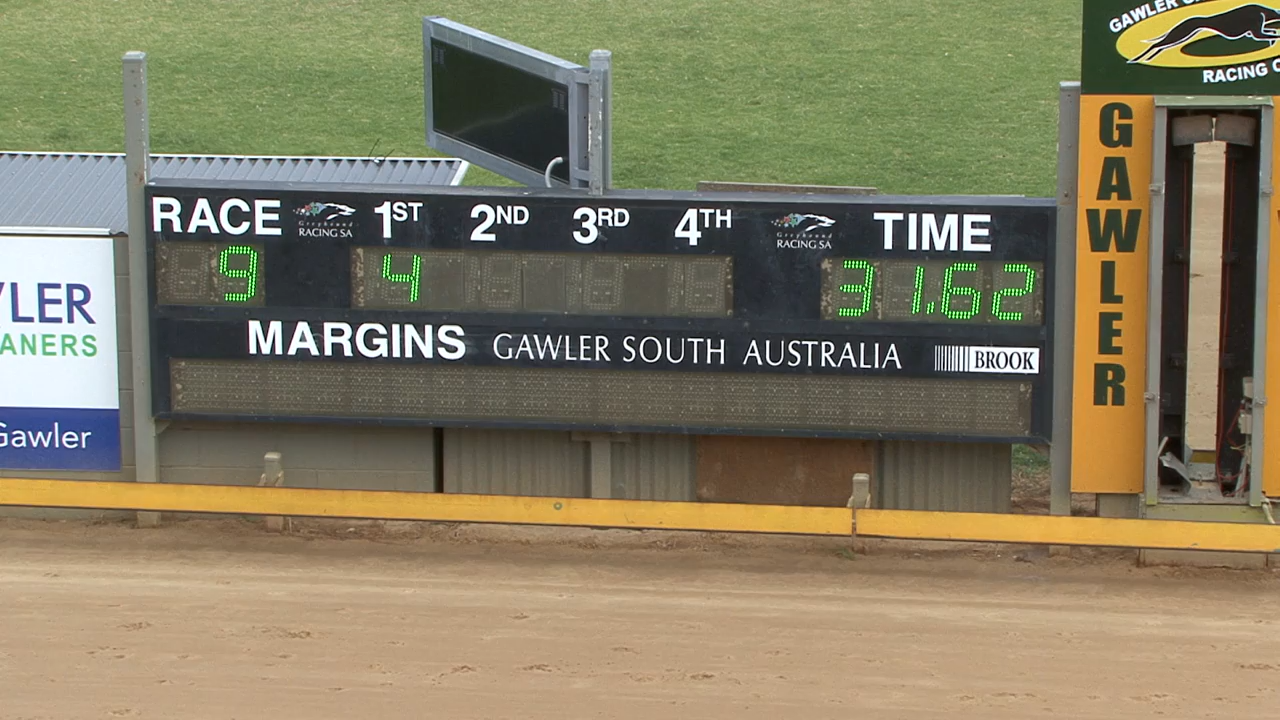 GAWLER
RACING
RACE 1ST 2ND 3RD 4TH TIME
Greyhound RACING SA
Greyhound RACING SA
9 4 31.62
MARGINS GAWLER SOUTH AUSTRALIA BROOK
GAWLER
LER
ANERS
Gawler